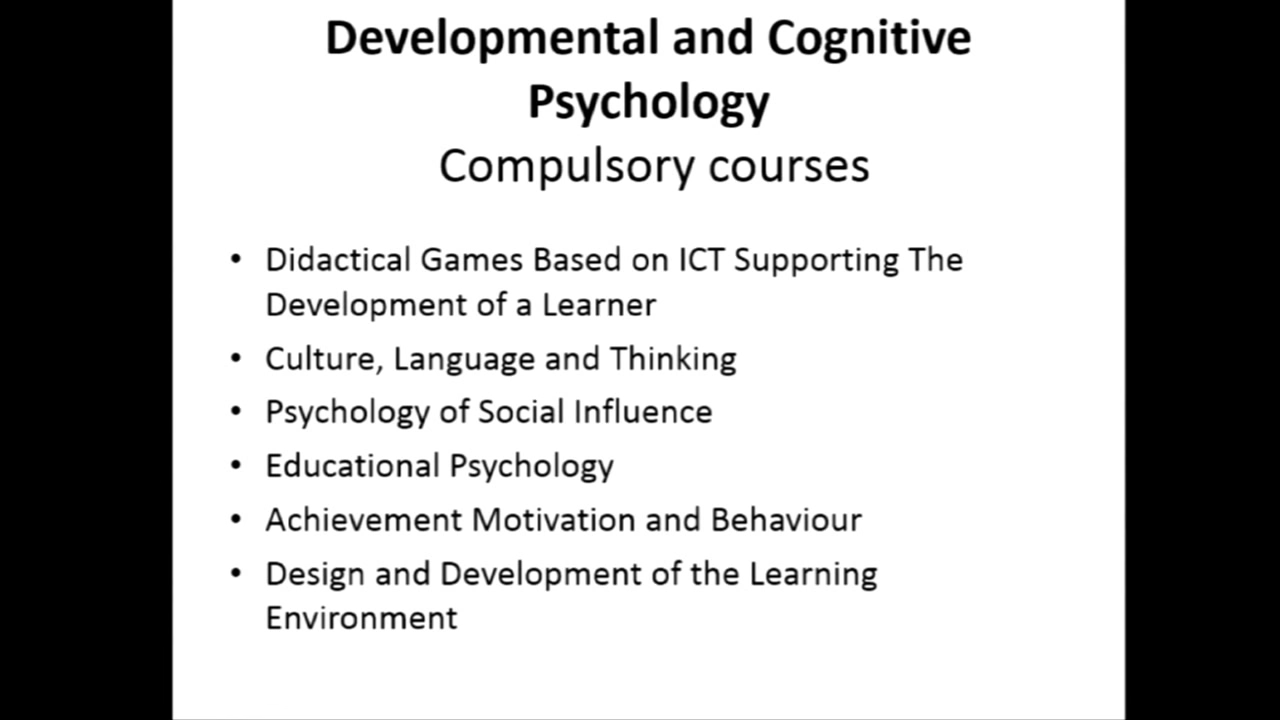 Developmental and Cognitive
Psychology
Compulsory courses
• Didactical Games Based on ICT Supporting The
Development of a Learner
• Culture, Language and Thinking
• Psychology of Social Influence
• Educational Psychology
• Achievement Motivation and Behaviour
• Design and Development of the Learning
Environment